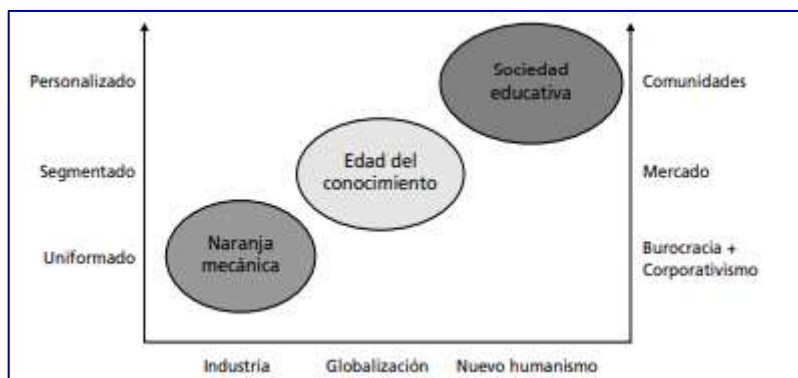 Personalizado
Sociedad
educativa
Comunidades
Segmentado
Edad del
conocimiento
Mercado
Uniformado
Naranja
mecánica
Burocracia +
Corporativismo
Industria
Globalización
Nuevo humanismo